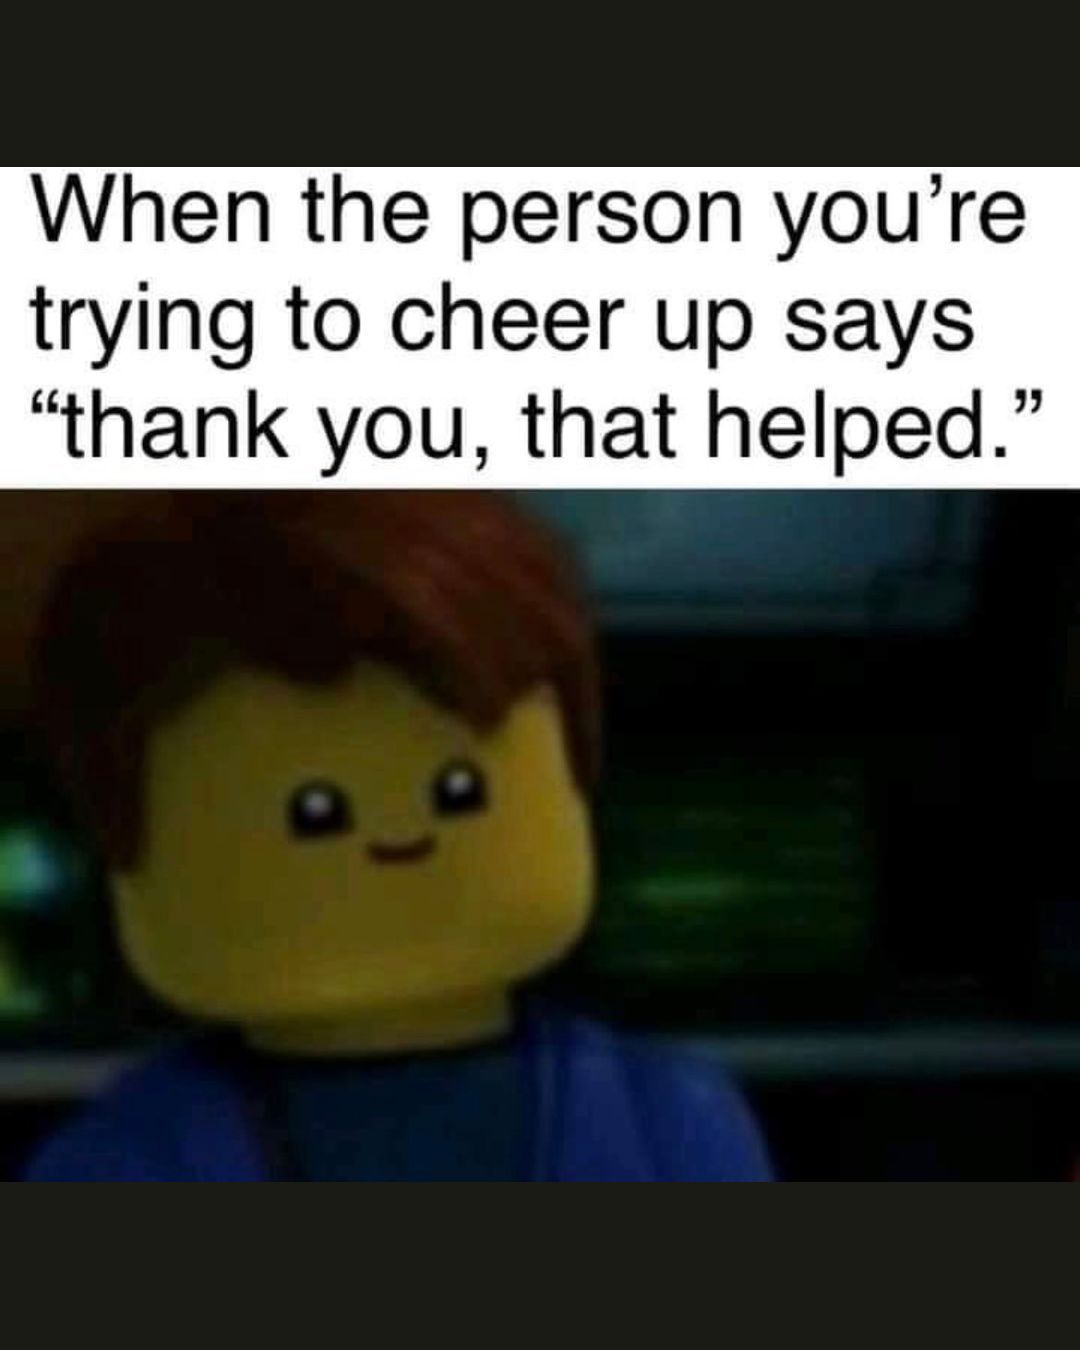 When the person you’re
trying to cheer up says
“thank you, that helped.”